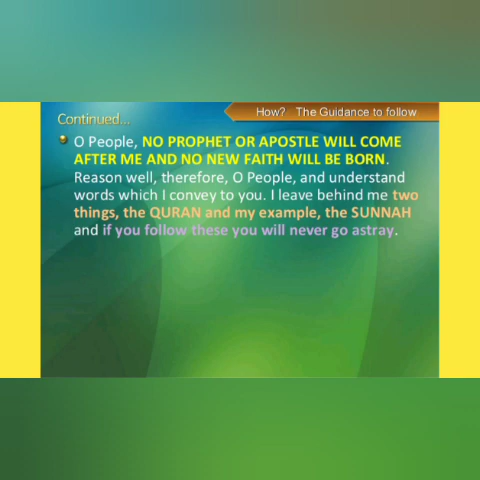 How? The Guidance to follow
Continued...
O People, NO PROPHET OR APOSTLE WILL COME
AFTER ME AND NO NEW FAITH WILL BE BORN.
Reason well, therefore, O People, and understand
words which I convey to you. I leave behind me two
things, the QURAN and my example, the SUNNAH
and if you follow these you will never go astray.